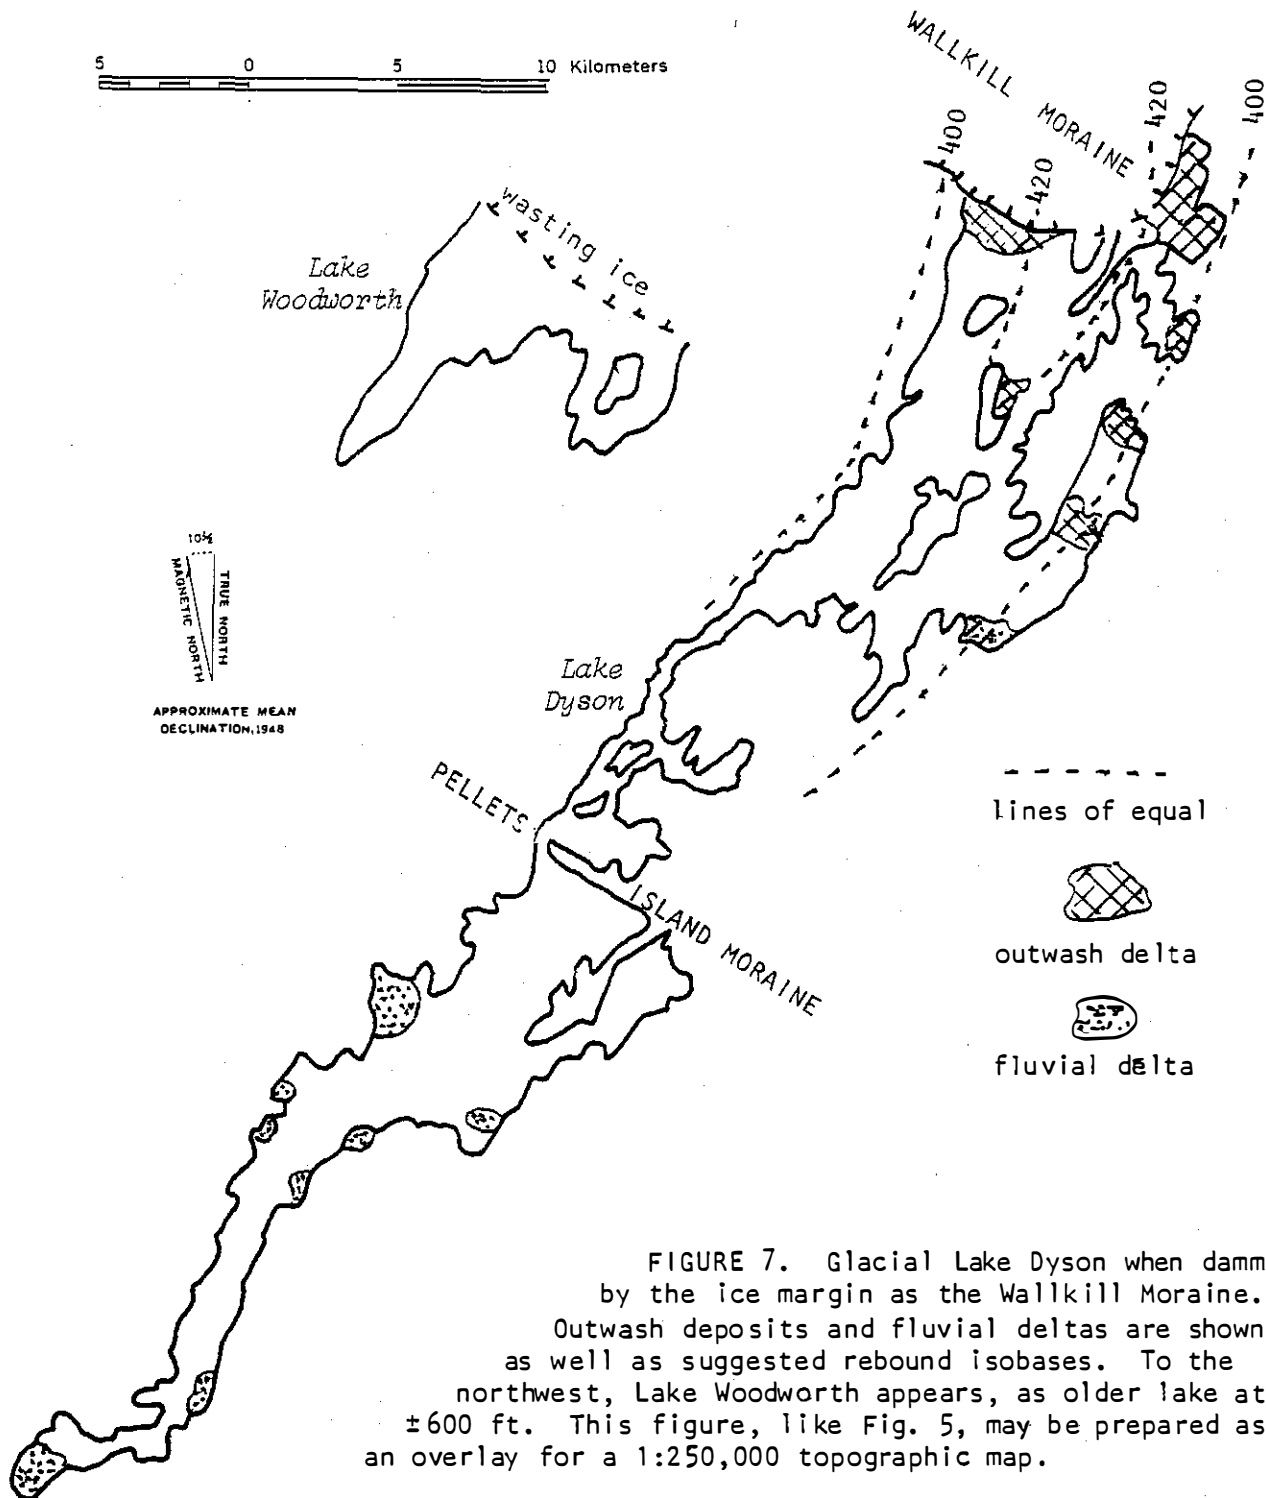 WALLKILL MORAINE
5 0 5 10 Kilometers
400
420
420
400
wasting ice
Lake
Woodworth
10½
MAGNETIC NORTH
TRUE NORTH
APPROXIMATE MEAN
DECLINATION, 1948
Lake
Dyson
PELLETS ISLAND MORAINE
lines of equal
outwash delta
fluvial delta
FIGURE 7. Glacial Lake Dyson when damm
by the ice margin as the Wallkill Moraine.
Outwash deposits and fluvial deltas are shown
as well as suggested rebound isobases. To the
northwest, Lake Woodworth appears, as older lake at
±600 ft. This figure, like Fig. 5, may be prepared as
an overlay for a 1:250,000 topographic map.